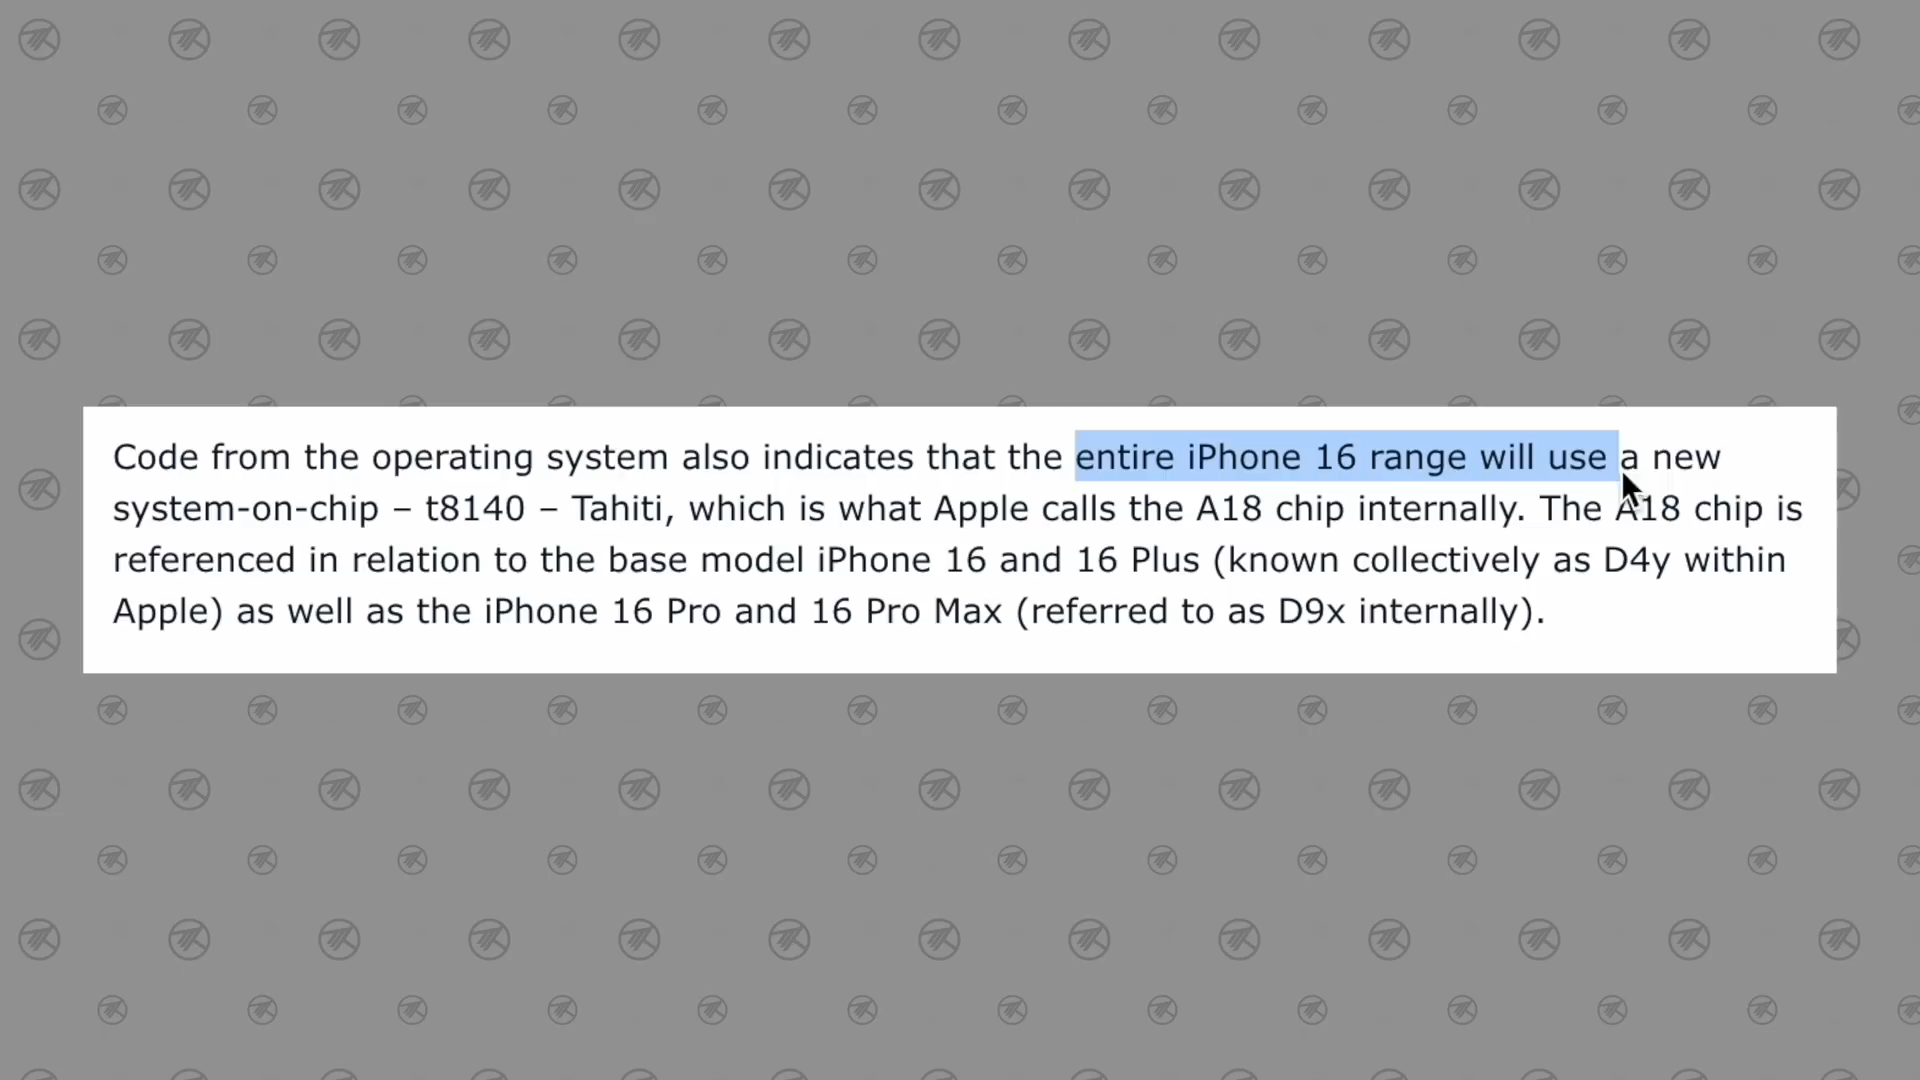 Code from the operating system also indicates that the entire iPhone 16 range will use a new
system-on-chip – t8140 – Tahiti, which is what Apple calls the A18 chip internally. The A18 chip is
referenced in relation to the base model iPhone 16 and 16 Plus (known collectively as D4y within
Apple) as well as the iPhone 16 Pro and 16 Pro Max (referred to as D9x internally).